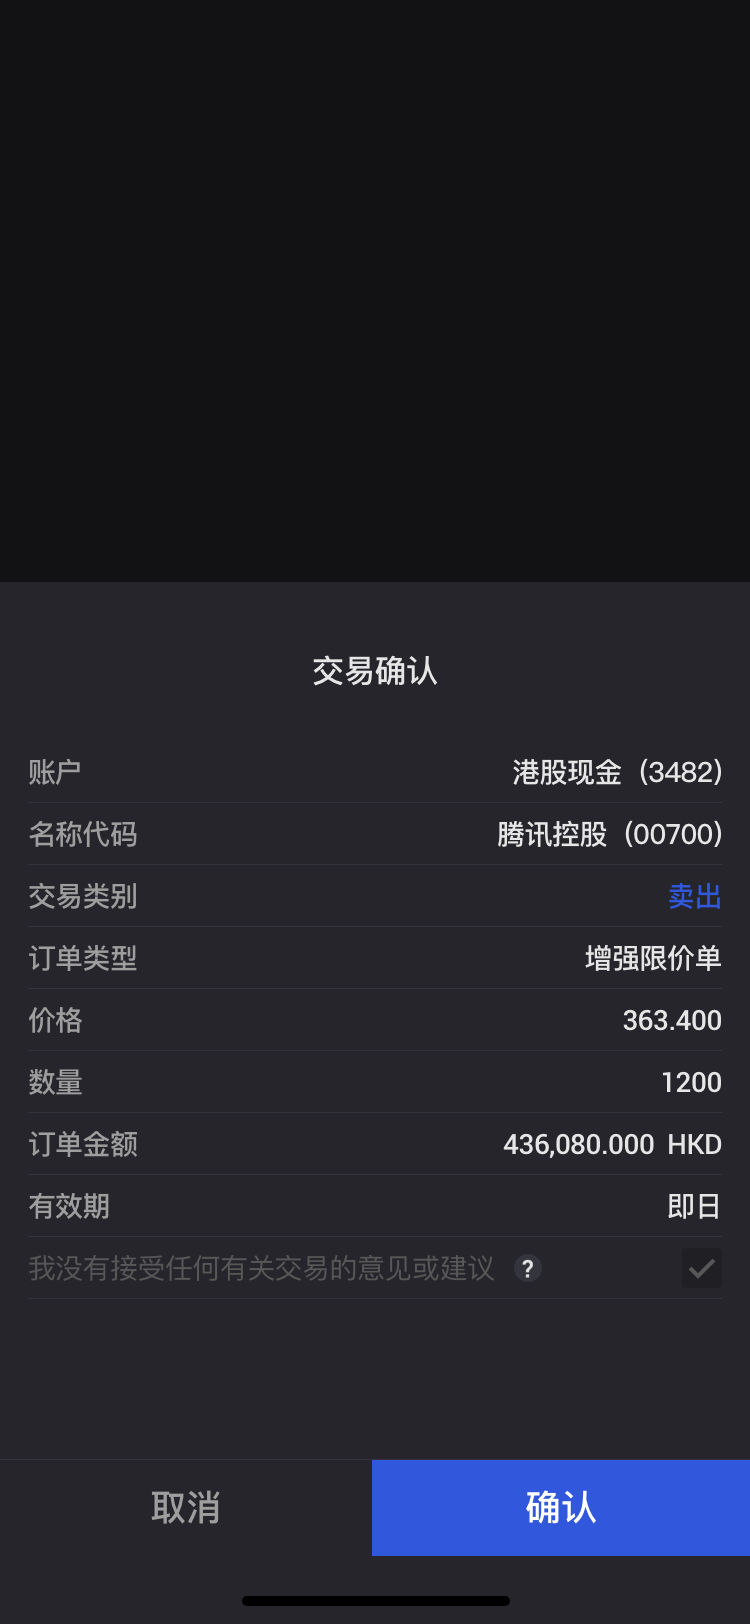 交易确认
账户 港股现金（3482）
名称代码 腾讯控股（00700）
交易类别 卖出
订单类型 增强限价单
价格 363.400
数量 1200
订单金额 436,080.000 HKD
有效期 即日
我没有接受任何有关交易的意见或建议 ?
取消 确认